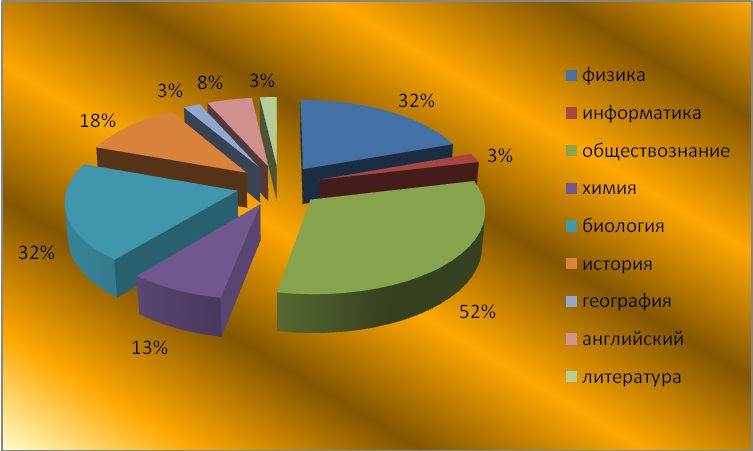 32%
3%
52%
13%
32%
18%
3%
8%
3%
физика
информатика
обществознание
химия
биология
история
география
английский
литература